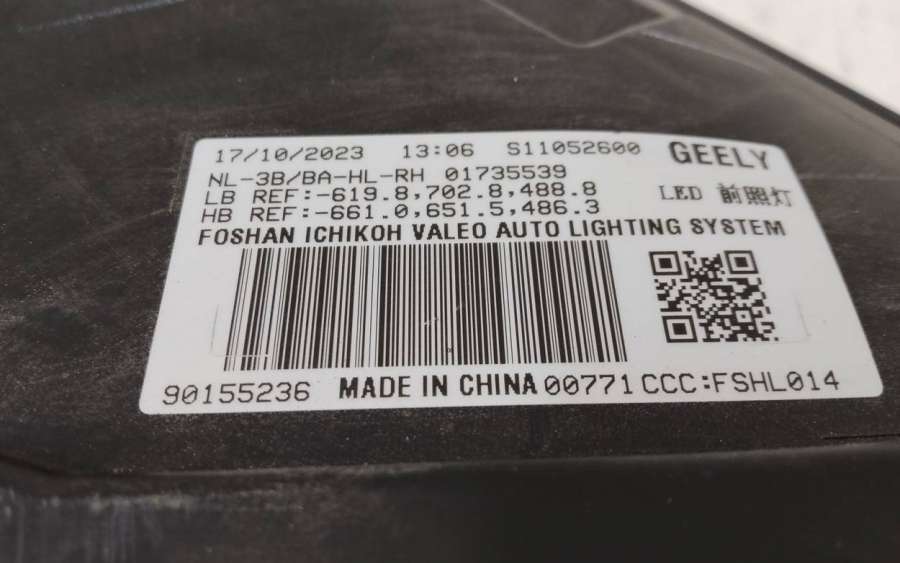 17/10/2023 13:06 S11052600 GEELY
NL-3B/BA-HL-RH 01735539
LB REF:-619.8,702.8,488.8 LED 前照灯
HB REF:-661.0,651.5,486.3
FOSHAN ICHIKOH VALEO AUTO LIGHTING SYSTEM
90155236 MADE IN CHINA 00771 CCC:FSHL014